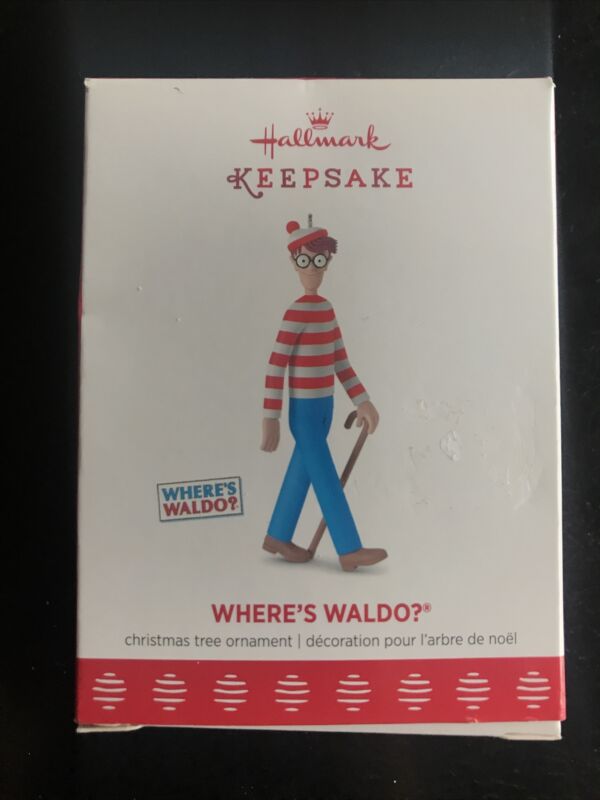 Hallmark
KEEPSAKE
WHERE'S
WALDO?
WHERE'S WALDO?®
christmas tree ornament | décoration pour l'arbre de noël